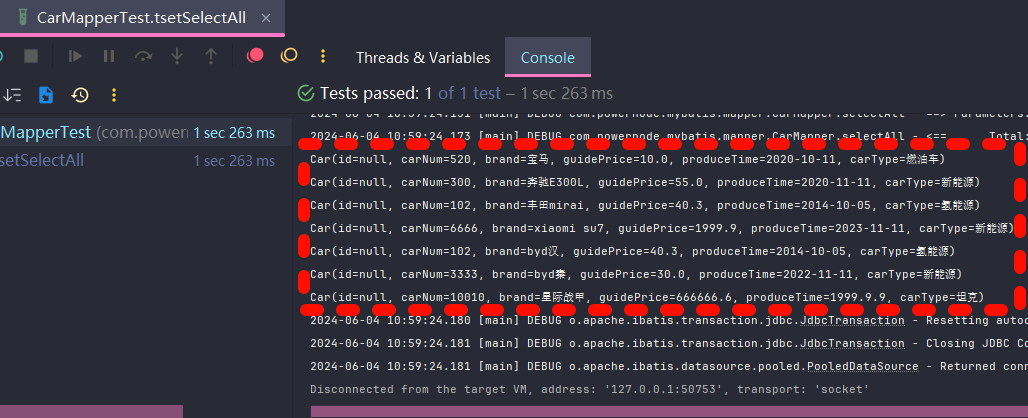 CarMapperTest.tsetSelectAll
Threads & Variables Console
Tests passed: 1 of 1 test – 1 sec 263 ms
MapperTest (com.powern 1 sec 263 ms
setSelectAll 1 sec 263 ms
2024-06-04 10:59:24.151 [main] DEBUG com.powernode.mybatis.mapper.CarMapper.selectAll - ==> Parameters:
2024-06-04 10:59:24.173 [main] DEBUG com.powernode.mybatis.mapper.CarMapper.selectAll - <== Total:
Car(id=null, carNum=520, brand=宝马, guidePrice=10.0, produceTime=2020-10-11, carType=燃油车)
Car(id=null, carNum=300, brand=奔驰E300L, guidePrice=55.0, produceTime=2020-11-11, carType=新能源)
Car(id=null, carNum=102, brand=丰田mirai, guidePrice=40.3, produceTime=2014-10-05, carType=氢能源)
Car(id=null, carNum=6666, brand=xiaomi su7, guidePrice=1999.9, produceTime=2023-11-11, carType=新能源)
Car(id=null, carNum=102, brand=byd汉, guidePrice=40.3, produceTime=2014-10-05, carType=氢能源)
Car(id=null, carNum=3333, brand=byd秦, guidePrice=30.0, produceTime=2022-11-11, carType=新能源)
Car(id=null, carNum=10010, brand=星际战甲, guidePrice=666666.6, produceTime=1999.9.9, carType=坦克)
2024-06-04 10:59:24.180 [main] DEBUG o.apache.ibatis.transaction.jdbc.JdbcTransaction - Resetting autoc
2024-06-04 10:59:24.181 [main] DEBUG o.apache.ibatis.transaction.jdbc.JdbcTransaction - Closing JDBC Co
2024-06-04 10:59:24.181 [main] DEBUG o.apache.ibatis.datasource.pooled.PooledDataSource - Returned conn
Disconnected from the target VM, address: '127.0.0.1:50753', transport: 'socket'